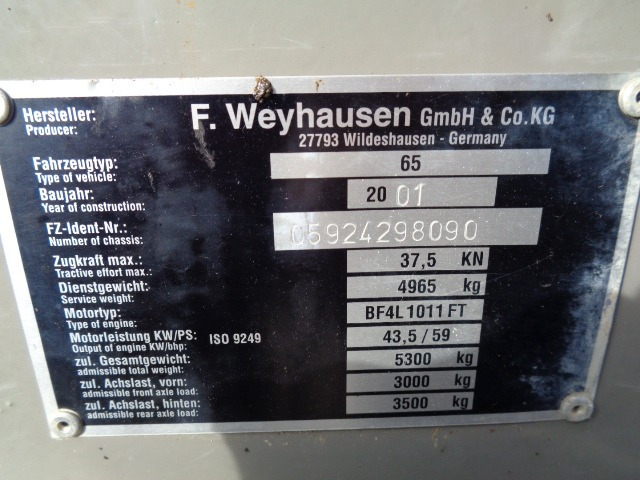 Hersteller: F. Weyhausen GmbH & Co.KG
Producer: 27793 Wildeshausen - Germany
Fahrzeugtyp: 65
Type of vehicle:
Baujahr: 20 01
Year of construction:
FZ-Ident-Nr.: 05924298090
Number of chassis:
Zugkraft max.: 37,5 KN
Tractive effort max.:
Dienstgewicht: 4965 kg
Service weight:
Motortyp: BF4L1011FT
Type of engine:
Motorleistung KW/PS: ISO 9249 43,5 / 59
Output of engine KW/bhp:
zul. Gesamtgewicht: 5300 kg
admissible total weight:
zul. Achslast, vorn: 3000 kg
admissible front axle load:
zul. Achslast, hinten: 3500 kg
admissible rear axle load: